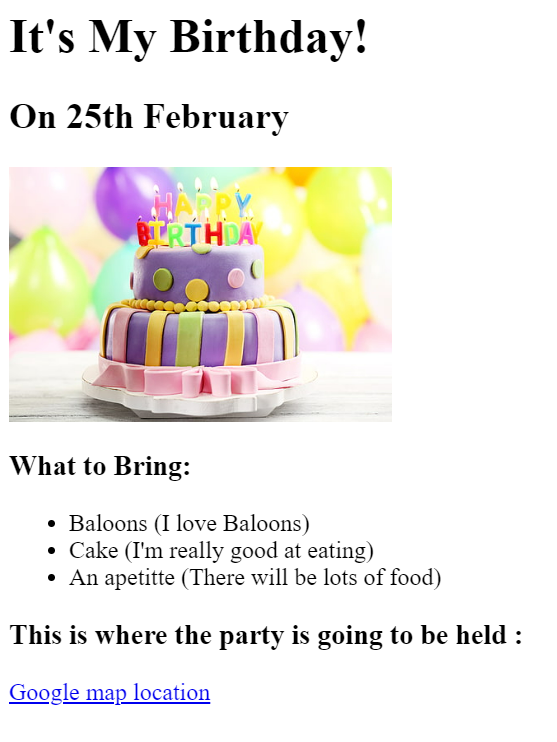 It's My Birthday!
On 25th February
HAPPY
BIRTHDAY
What to Bring:
Baloons (I love Baloons)
Cake (I'm really good at eating)
An apetitte (There will be lots of food)
This is where the party is going to be held :
Google map location